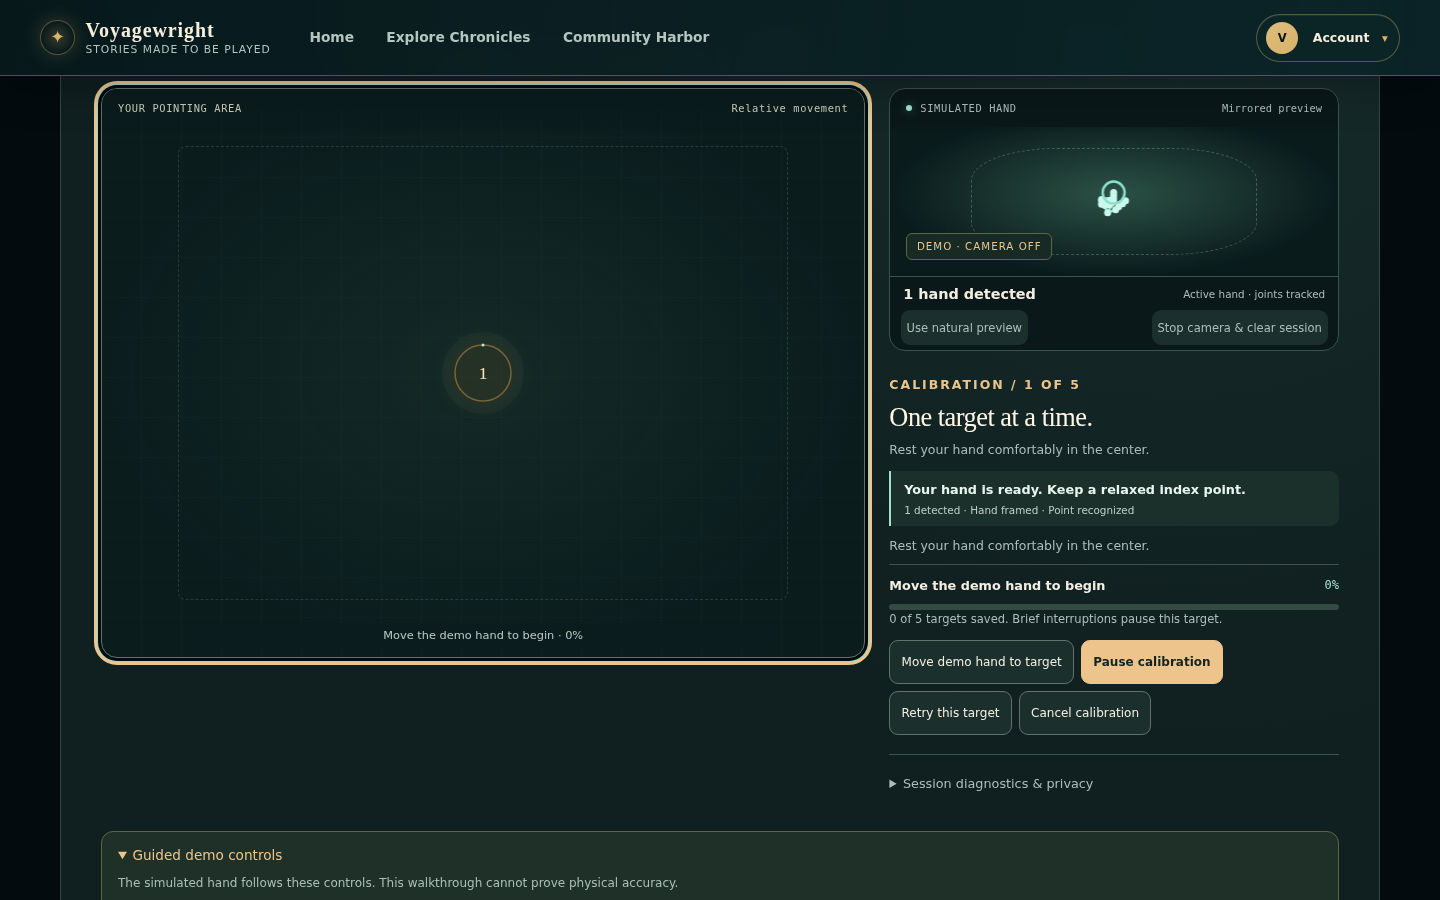 Voyagewright
STORIES MADE TO BE PLAYED
Home
Explore Chronicles
Community Harbor
V
Account
YOUR POINTING AREA
Relative movement
1
Move the demo hand to begin · 0%
SIMULATED HAND
Mirrored preview
DEMO · CAMERA OFF
1 hand detected
Active hand · joints tracked
Use natural preview
Stop camera & clear session
CALIBRATION / 1 OF 5
One target at a time.
Rest your hand comfortably in the center.
Your hand is ready. Keep a relaxed index point.
1 detected · Hand framed · Point recognized
Rest your hand comfortably in the center.
Move the demo hand to begin
0%
0 of 5 targets saved. Brief interruptions pause this target.
Move demo hand to target
Pause calibration
Retry this target
Cancel calibration
Session diagnostics & privacy
Guided demo controls
The simulated hand follows these controls. This walkthrough cannot prove physical accuracy.